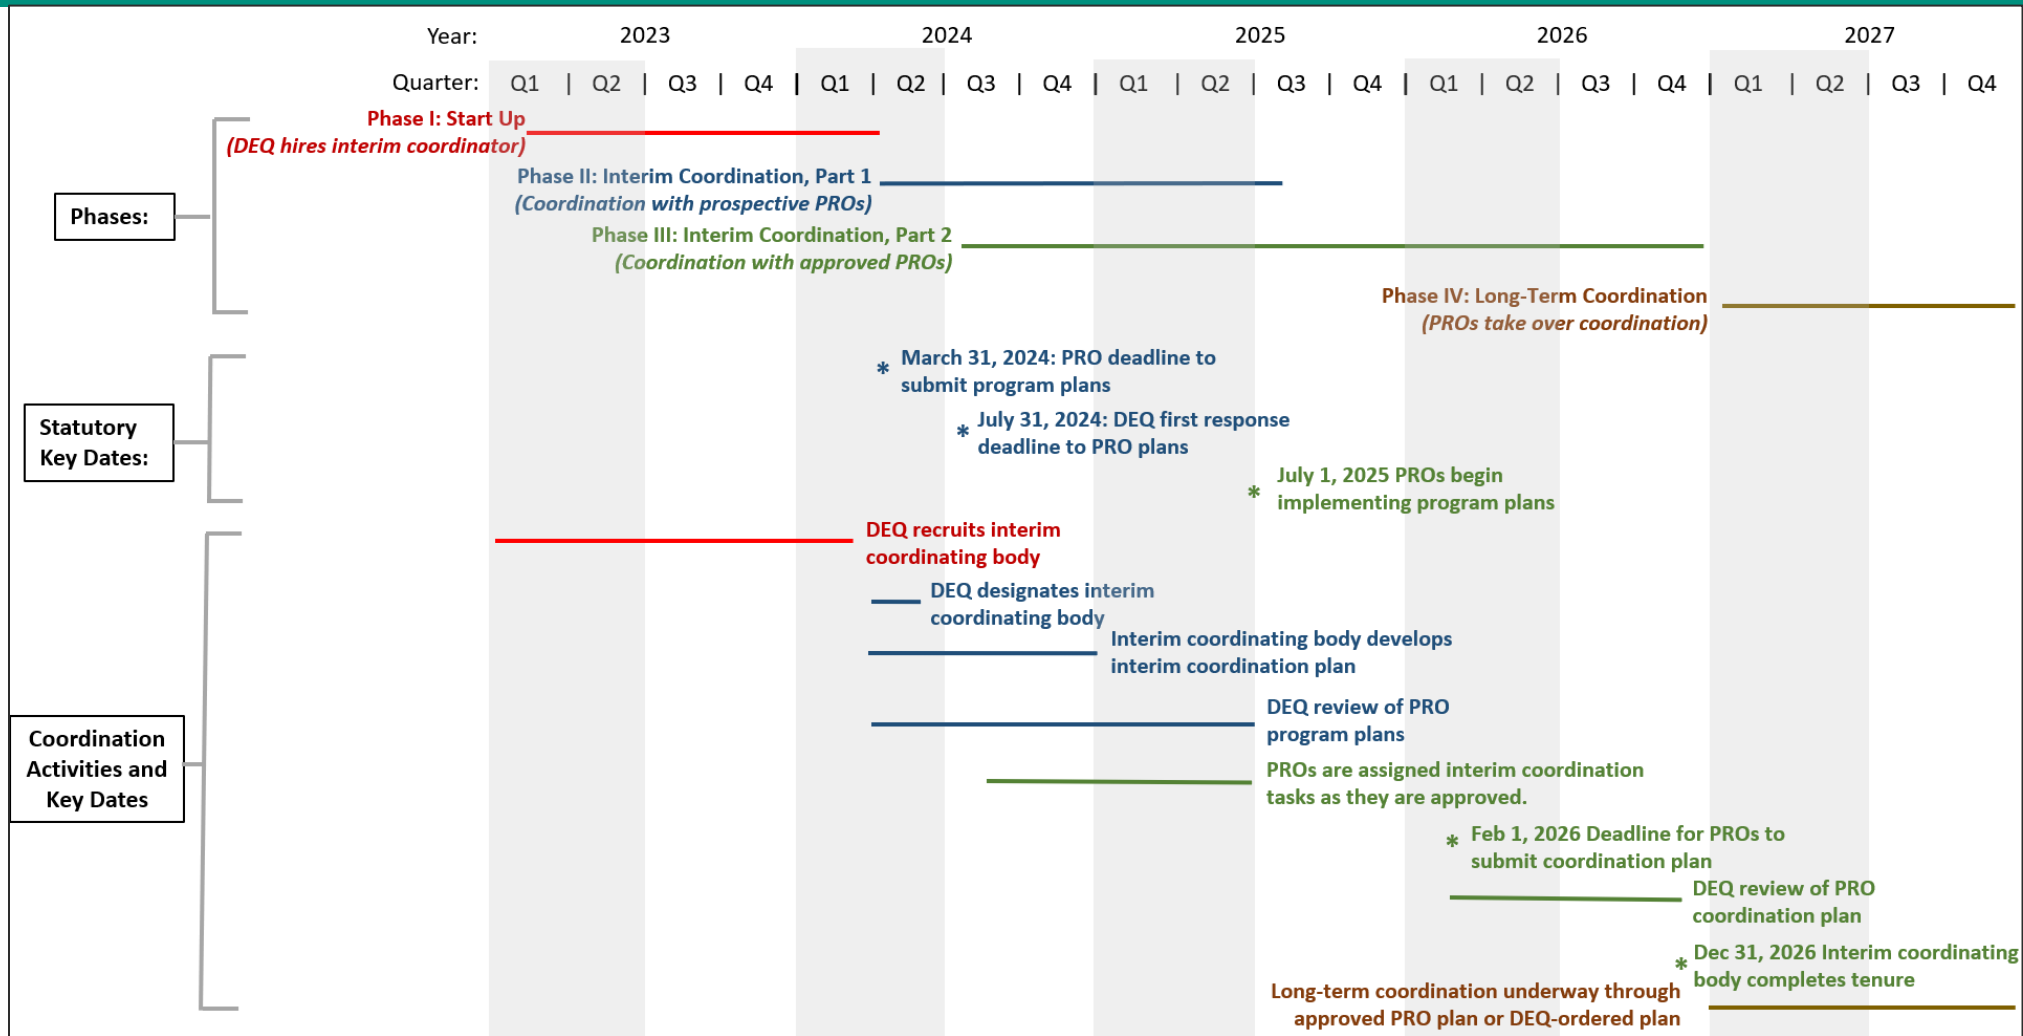 Year: 2023 2024 2025 2026 2027
Quarter: Q1 | Q2 | Q3 | Q4 | Q1 | Q2 | Q3 | Q4 | Q1 | Q2 | Q3 | Q4 | Q1 | Q2 | Q3 | Q4 | Q1 | Q2 | Q3 | Q4
Phases:
Phase I: Start Up
(DEQ hires interim coordinator)
Phase II: Interim Coordination, Part 1
(Coordination with prospective PROs)
Phase III: Interim Coordination, Part 2
(Coordination with approved PROs)
Phase IV: Long-Term Coordination
(PROs take over coordination)
Statutory
Key Dates:
* March 31, 2024: PRO deadline to
submit program plans
* July 31, 2024: DEQ first response
deadline to PRO plans
* July 1, 2025 PROs begin
implementing program plans
Coordination
Activities and
Key Dates
DEQ recruits interim
coordinating body
DEQ designates interim
coordinating body
Interim coordinating body develops
interim coordination plan
DEQ review of PRO
program plans
PROs are assigned interim coordination
tasks as they are approved.
* Feb 1, 2026 Deadline for PROs to
submit coordination plan
DEQ review of PRO
coordination plan
* Dec 31, 2026 Interim coordinating
body completes tenure
Long-term coordination underway through
approved PRO plan or DEQ-ordered plan